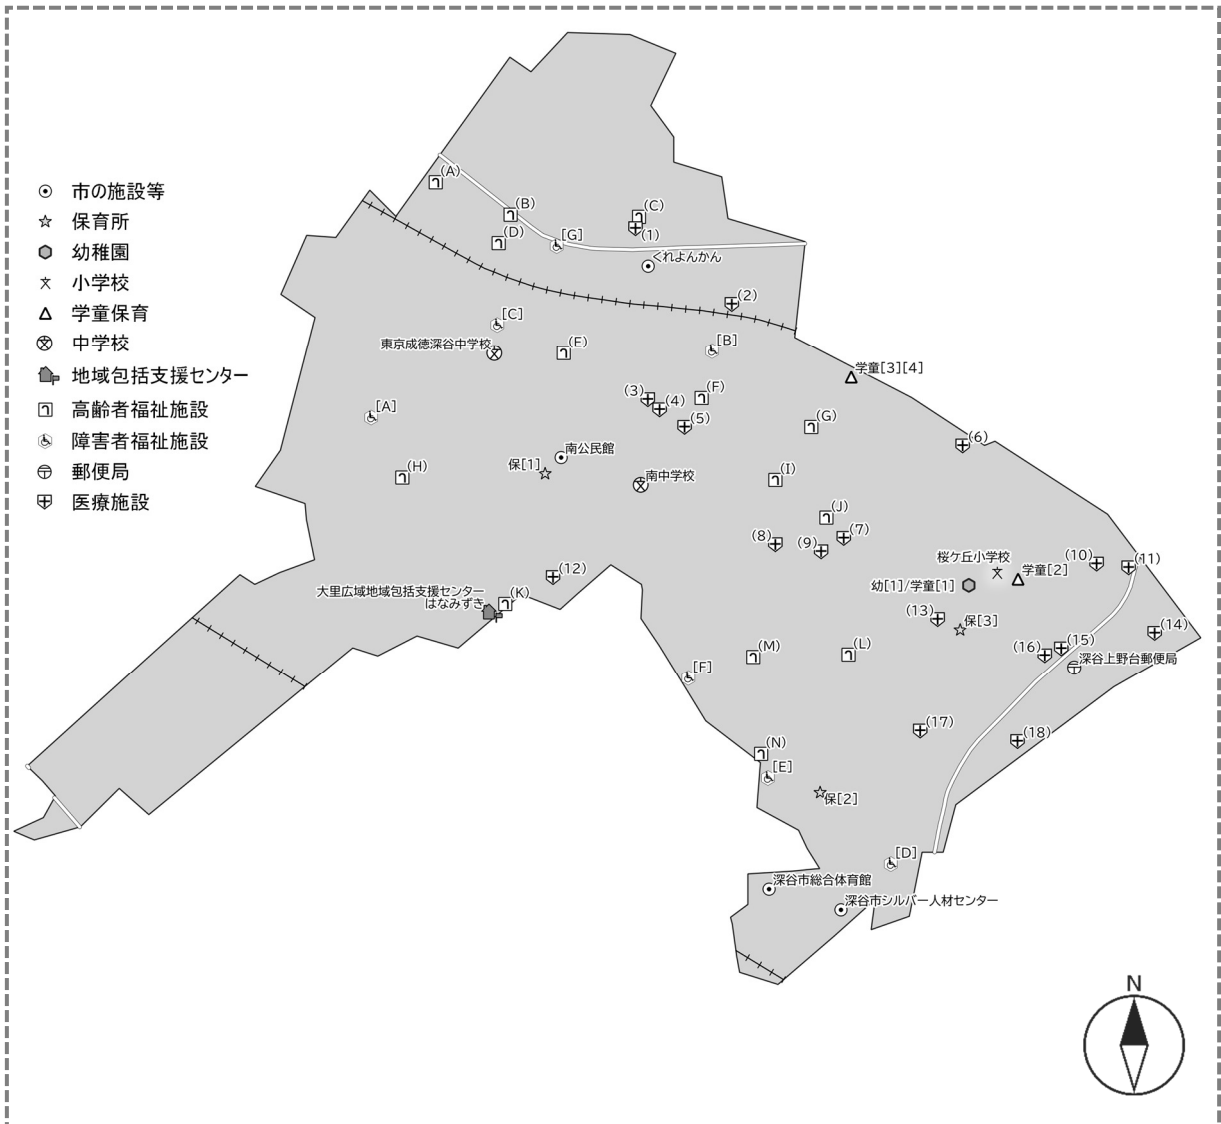 市の施設等
保育所
幼稚園
小学校
学童保育
中学校
地域包括支援センター
高齢者福祉施設
障害者福祉施設
郵便局
医療施設
(A)
(B)
(C)
(D)
[G]
(1)
くれよんかん
(2)
[C]
東京成徳深谷中学校
(E)
[B]
学童[3][4]
(3)
(4)
(F)
(5)
[A]
(G)
(6)
南公民館
保[1]
(H)
南中学校
(I)
(J)
(7)
(8)
(9)
桜ケ丘小学校
(10)
(11)
学童[2]
幼[1]/学童[1]
(12)
大里広域地域包括支援センター
はなみずき
(K)
(13)
保[3]
(14)
(15)
(16)
深谷上野台郵便局
(M)
(L)
[F]
(17)
(18)
(N)
[E]
保[2]
[D]
深谷市総合体育館
深谷市シルバー人材センター
N